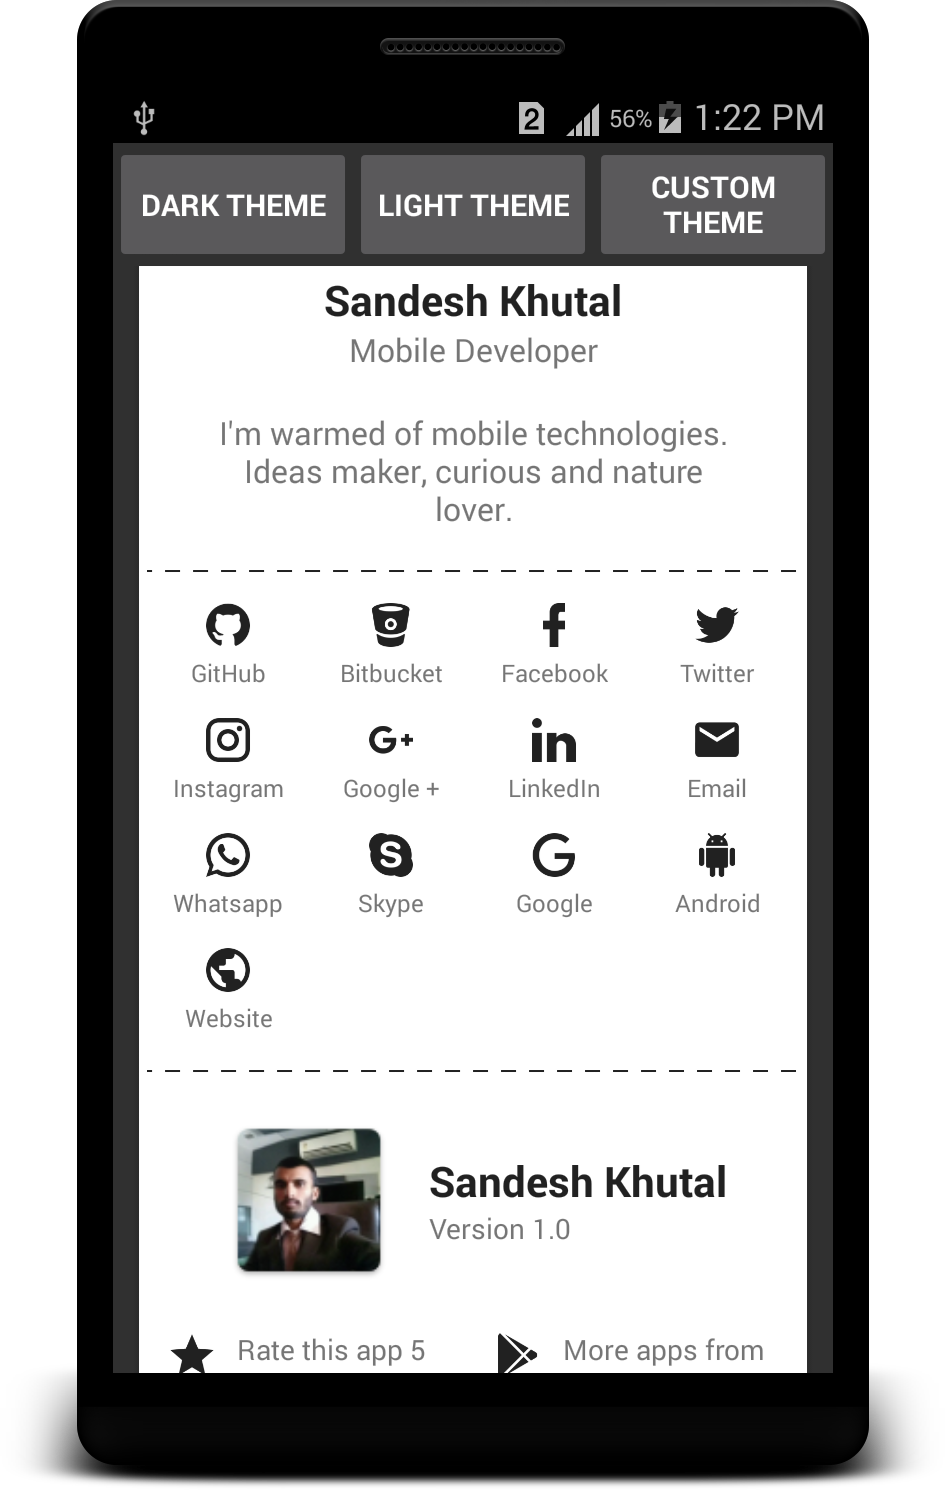 2 56% 1:22 PM
DARK THEME LIGHT THEME CUSTOM
THEME
Sandesh Khutal
Mobile Developer
I'm warmed of mobile technologies.
Ideas maker, curious and nature
lover.
GitHub Bitbucket Facebook Twitter
Instagram Google + LinkedIn Email
Whatsapp Skype Google Android
Website
Sandesh Khutal
Version 1.0
Rate this app 5 More apps from